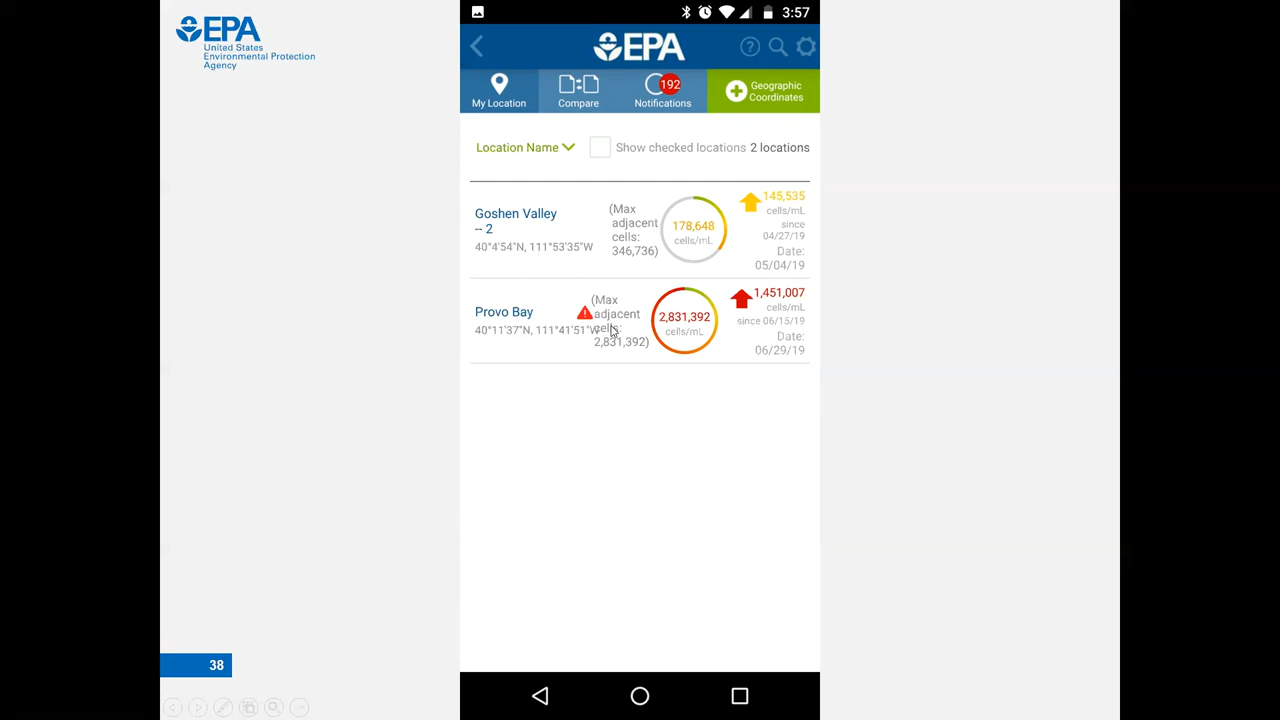 EPA
United States
Environmental Protection
Agency
3:57
EPA
My Location
Compare
192
Notifications
Geographic
Coordinates
Location Name
Show checked locations
2 locations
Goshen Valley
-- 2
40°4'54"N, 111°53'35"W
(Max
adjacent
cells:
346,736)
178,648
cells/mL
145,535
cells/mL
since
04/27/19
Date:
05/04/19
Provo Bay
40°11'37"N, 111°41'51"W
(Max
adjacent
cells:
2,831,392)
2,831,392
cells/mL
1,451,007
cells/mL
since 06/15/19
Date:
06/29/19
38